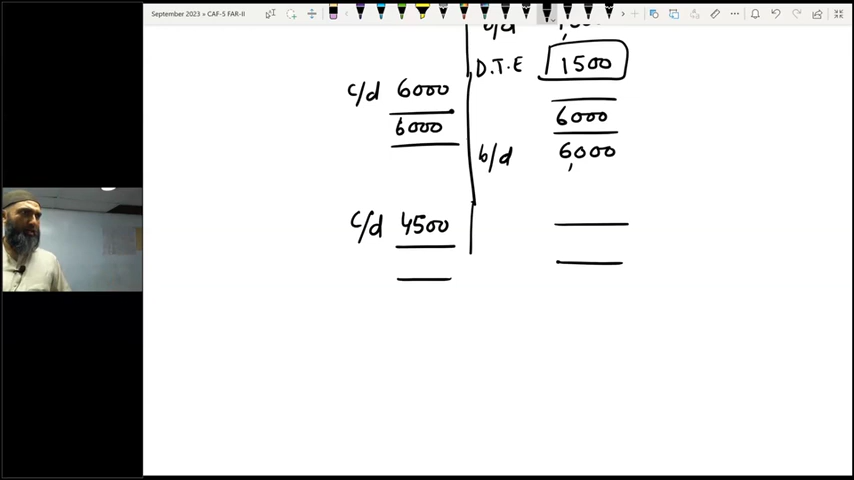 September 2023 » CAF-5 FAR-II
D.T.E 1500
c/d 6000
6000 6000
b/d 6,000
c/d 4500